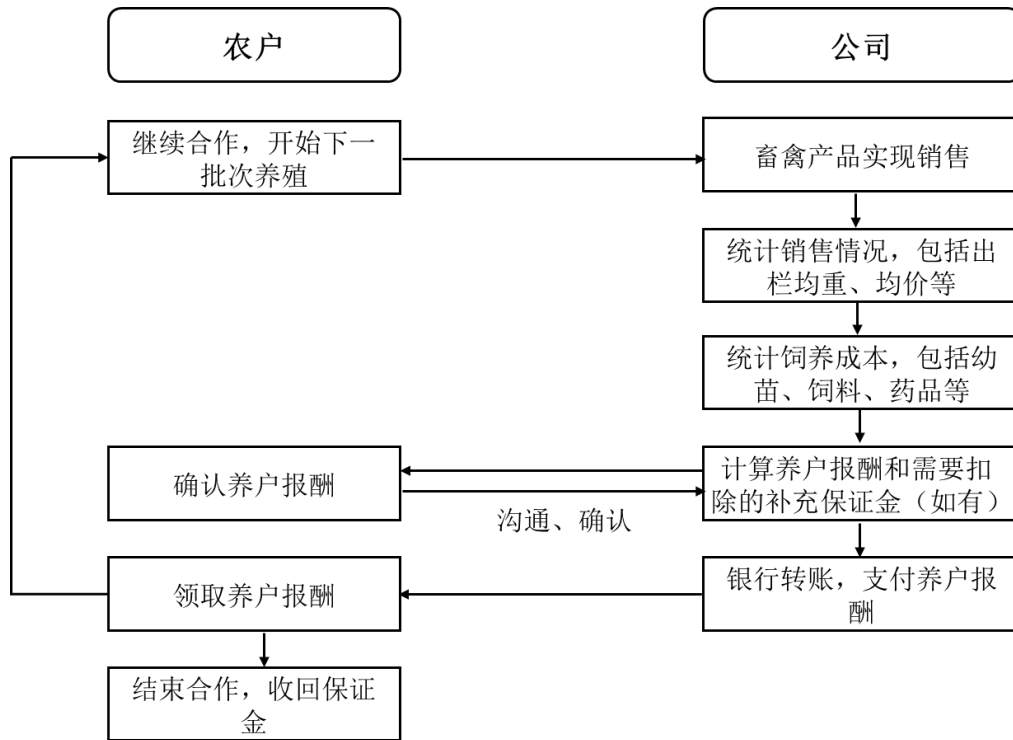 农户
公司
继续合作，开始下一
批次养殖
畜禽产品实现销售
统计销售情况，包括出
栏均重、均价等
统计饲养成本，包括幼
苗、饲料、药品等
确认养户报酬
计算养户报酬和需要扣
除的补充保证金（如有）
沟通、确认
领取养户报酬
银行转账，支付养户报
酬
结束合作，收回保证
金